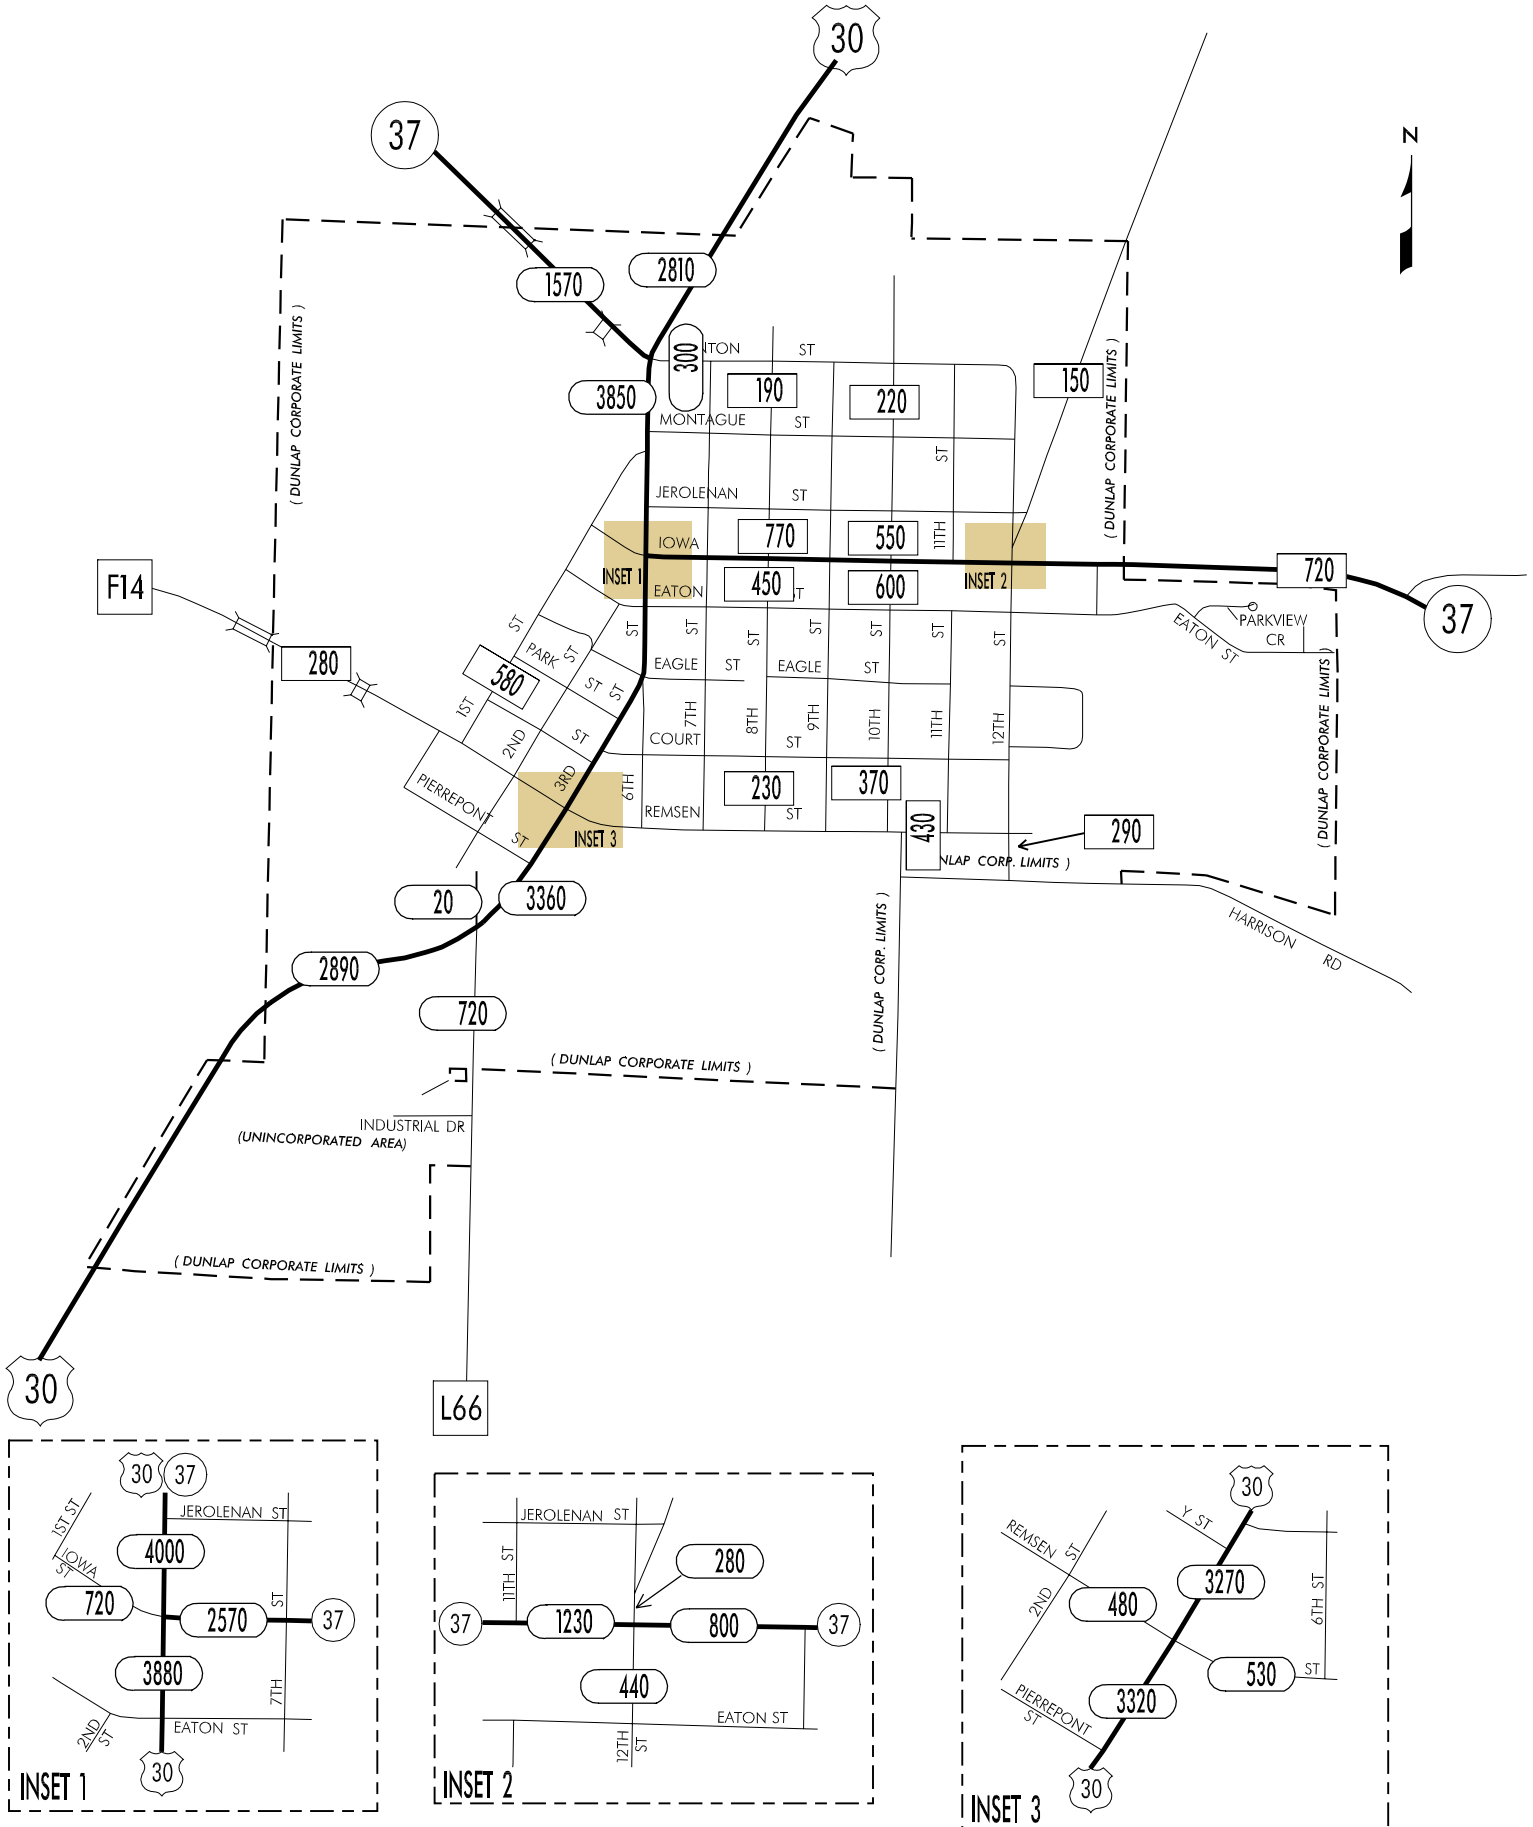 30
37
N
1570
2810
( DUNLAP CORPORATE LIMITS )
300
NTON ST
190
220
150
( DUNLAP CORPORATE LIMITS )
3850
MONTAGUE ST
ST
JEROLENAN ST
11TH
IOWA
770
550
INSET 1
INSET 2
720
F14
EATON ST
450
600
37
PARKVIEW
CR
EATON ST
280
ST
PARK ST
ST
ST
ST
ST
ST
ST
ST
EAGLE ST
EAGLE ST
580
ST
ST
1ST
2ND
ST
7TH
8TH
9TH
10TH
11TH
12TH
COURT ST
( DUNLAP CORPORATE LIMITS )
PIERREPONT ST
3RD
6TH
230
370
REMSEN ST
INSET 3
430
290
NLAP CORP. LIMITS )
20
3360
HARRISON RD
2890
( DUNLAP CORP. LIMITS )
720
( DUNLAP CORPORATE LIMITS )
INDUSTRIAL DR
(UNINCORPORATED AREA)
( DUNLAP CORPORATE LIMITS )
30
L66
30
37
1ST ST
JEROLENAN ST
4000
IOWA
ST
720
2570
ST
37
3880
7TH
2ND
ST
EATON ST
30
INSET 1
JEROLENAN ST
11TH ST
280
37
1230
800
37
440
EATON ST
12TH
ST
INSET 2
30
REMSEN ST
Y ST
3270
2ND
480
6TH ST
530
ST
3320
PIERREPONT
ST
30
INSET 3